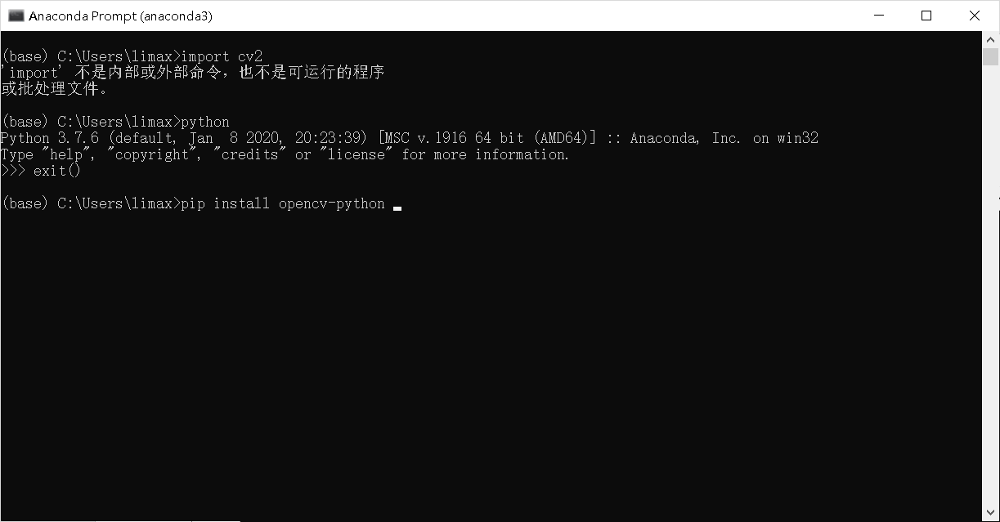 Anaconda Prompt (anaconda3)
(base) C:\Users\limax>import cv2
'import' 不是内部或外部命令，也不是可运行的程序
或批处理文件。
(base) C:\Users\limax>python
Python 3.7.6 (default, Jan  8 2020, 20:23:39) [MSC v.1916 64 bit (AMD64)] :: Anaconda, Inc. on win32
Type "help", "copyright", "credits" or "license" for more information.
>>> exit()
(base) C:\Users\limax>pip install opencv-python